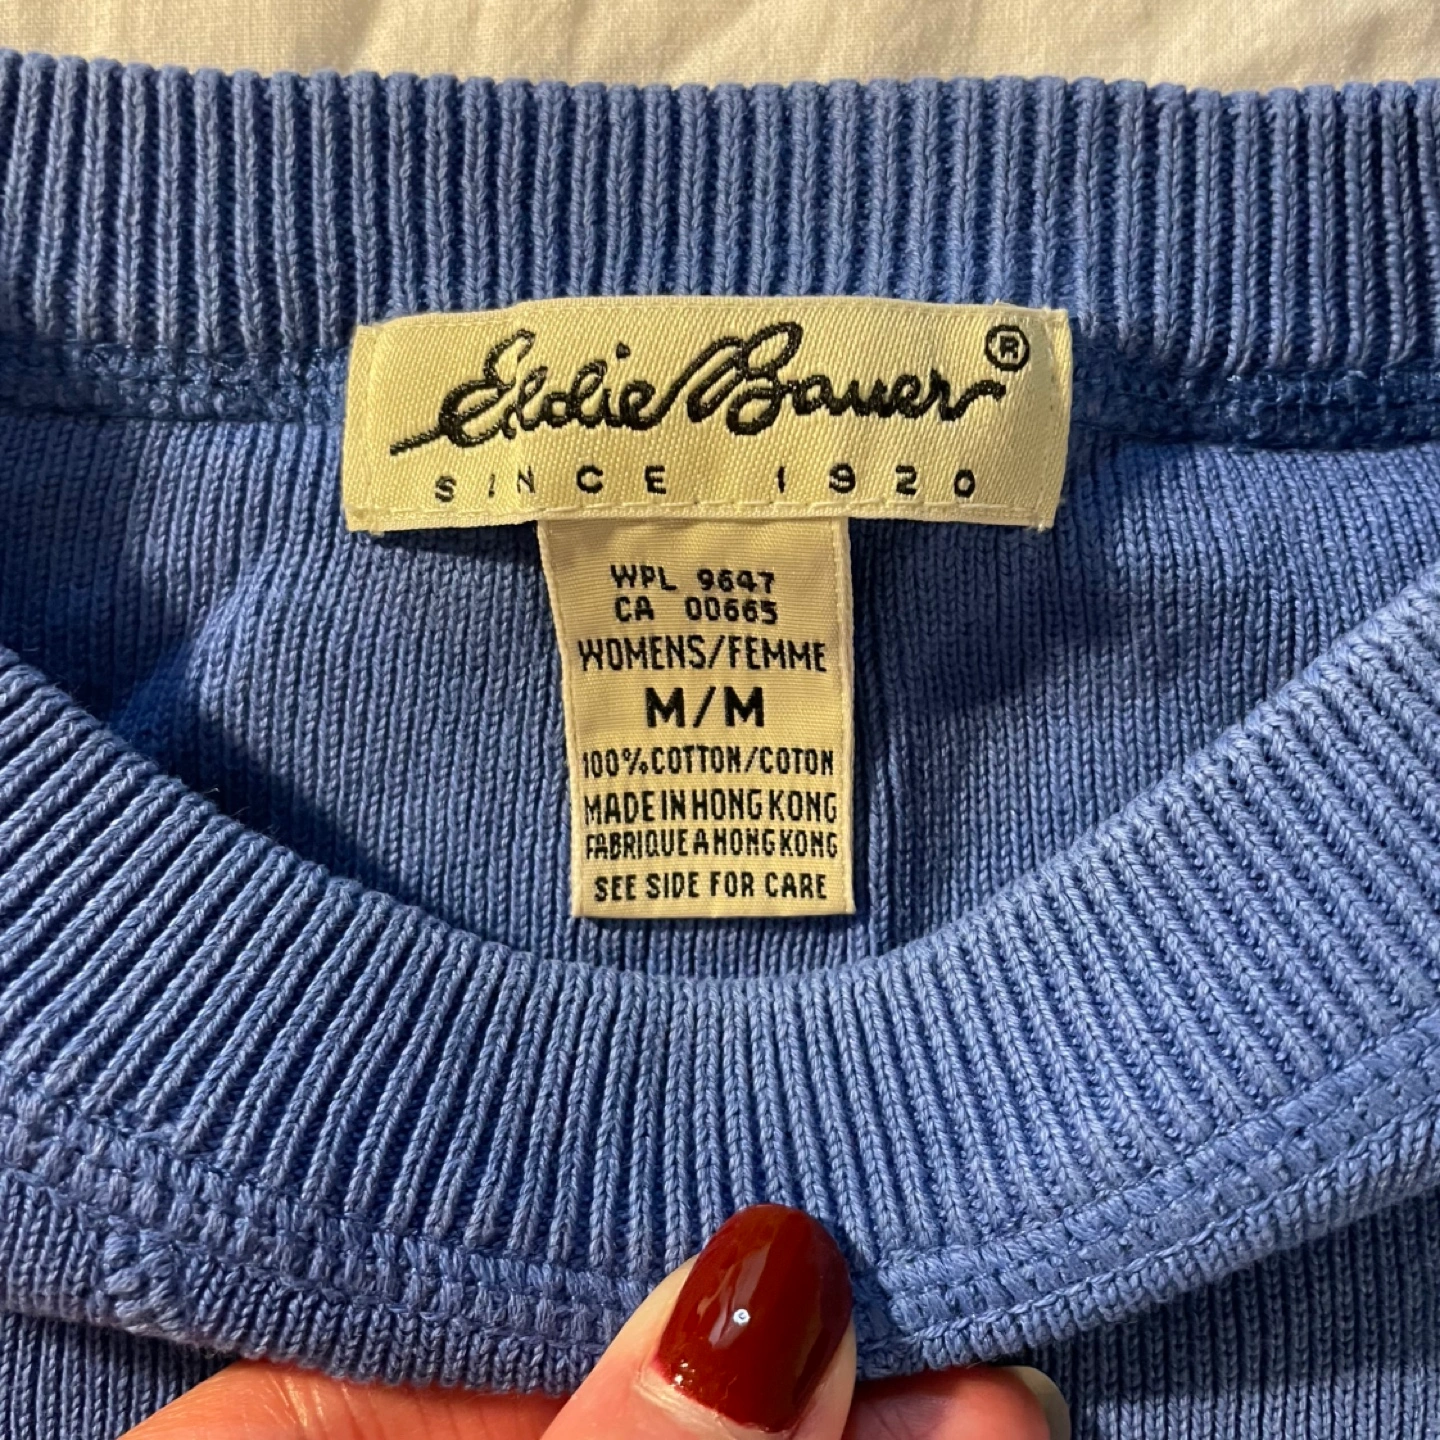 Eddie Bauer®
SINCE 1920
WPL 9647
CA 00665
WOMENS/FEMME
M/M
100% COTTON/COTON
MADE IN HONG KONG
FABRIQUE A HONG KONG
SEE SIDE FOR CARE